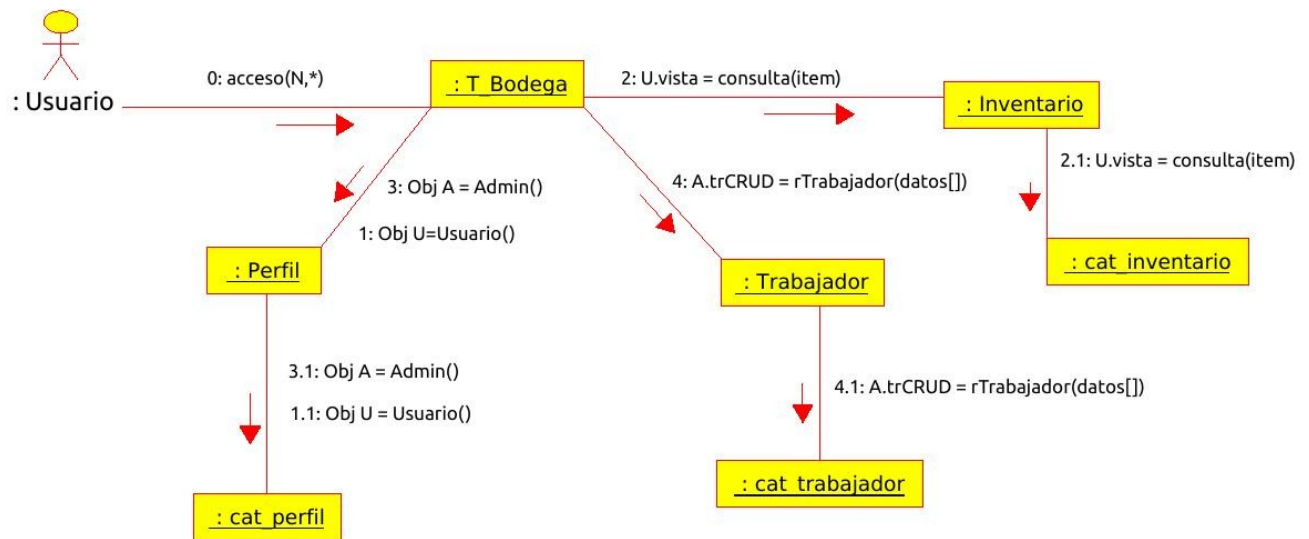 0: acceso(N,*)
: T_Bodega
2: U.vista = consulta(item)
: Usuario
: Inventario
2.1: U.vista = consulta(item)
3: Obj A = Admin()
4: A.trCRUD = rTrabajador(datos[])
1: Obj U=Usuario()
: Perfil
: cat_inventario
: Trabajador
3.1: Obj A = Admin()
4.1: A.trCRUD = rTrabajador(datos[])
1.1: Obj U = Usuario()
: cat_trabajador
: cat_perfil